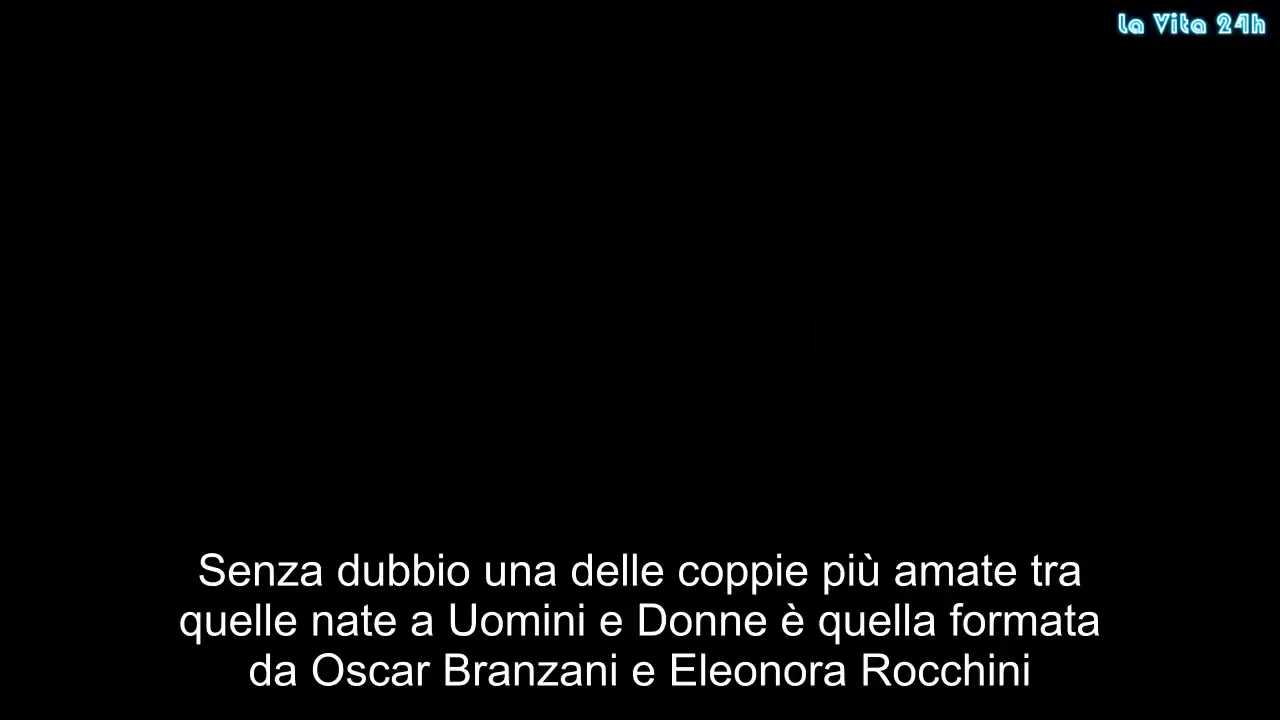 La Vita 24h
Senza dubbio una delle coppie più amate tra
quelle nate a Uomini e Donne è quella formata
da Oscar Branzani e Eleonora Rocchini